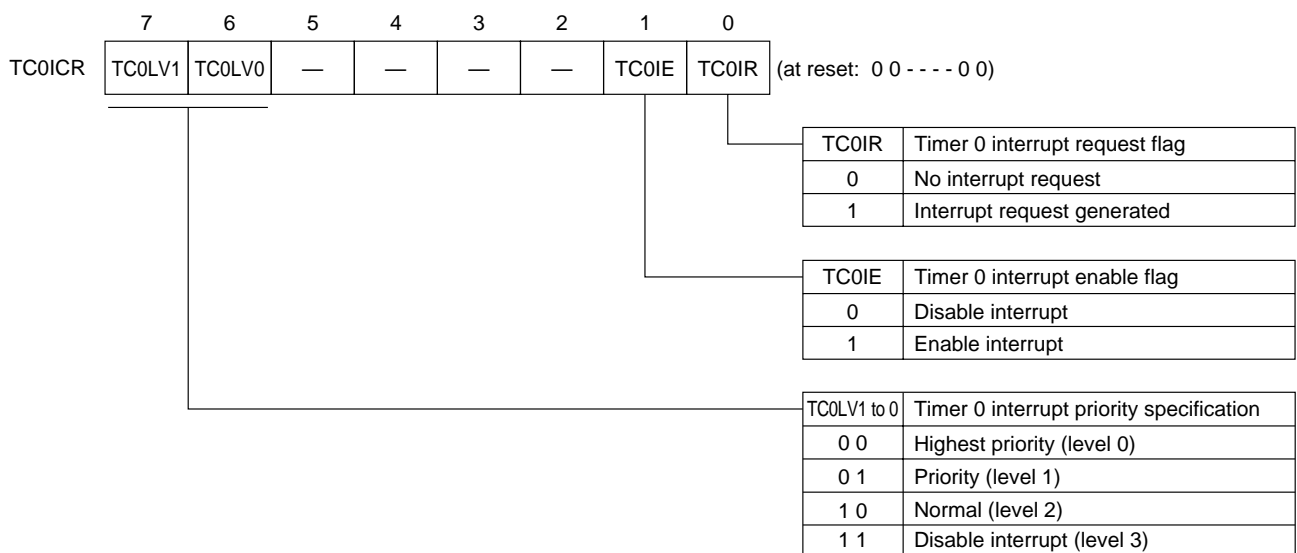 7 6 5 4 3 2 1 0
TC0ICR TC0LV1 TC0LV0 — — — — TC0IE TC0IR (at reset: 0 0 - - - - 0 0)
TC0IR Timer 0 interrupt request flag
0 No interrupt request
1 Interrupt request generated
TC0IE Timer 0 interrupt enable flag
0 Disable interrupt
1 Enable interrupt
TC0LV1 to 0 Timer 0 interrupt priority specification
0 0 Highest priority (level 0)
0 1 Priority (level 1)
1 0 Normal (level 2)
1 1 Disable interrupt (level 3)